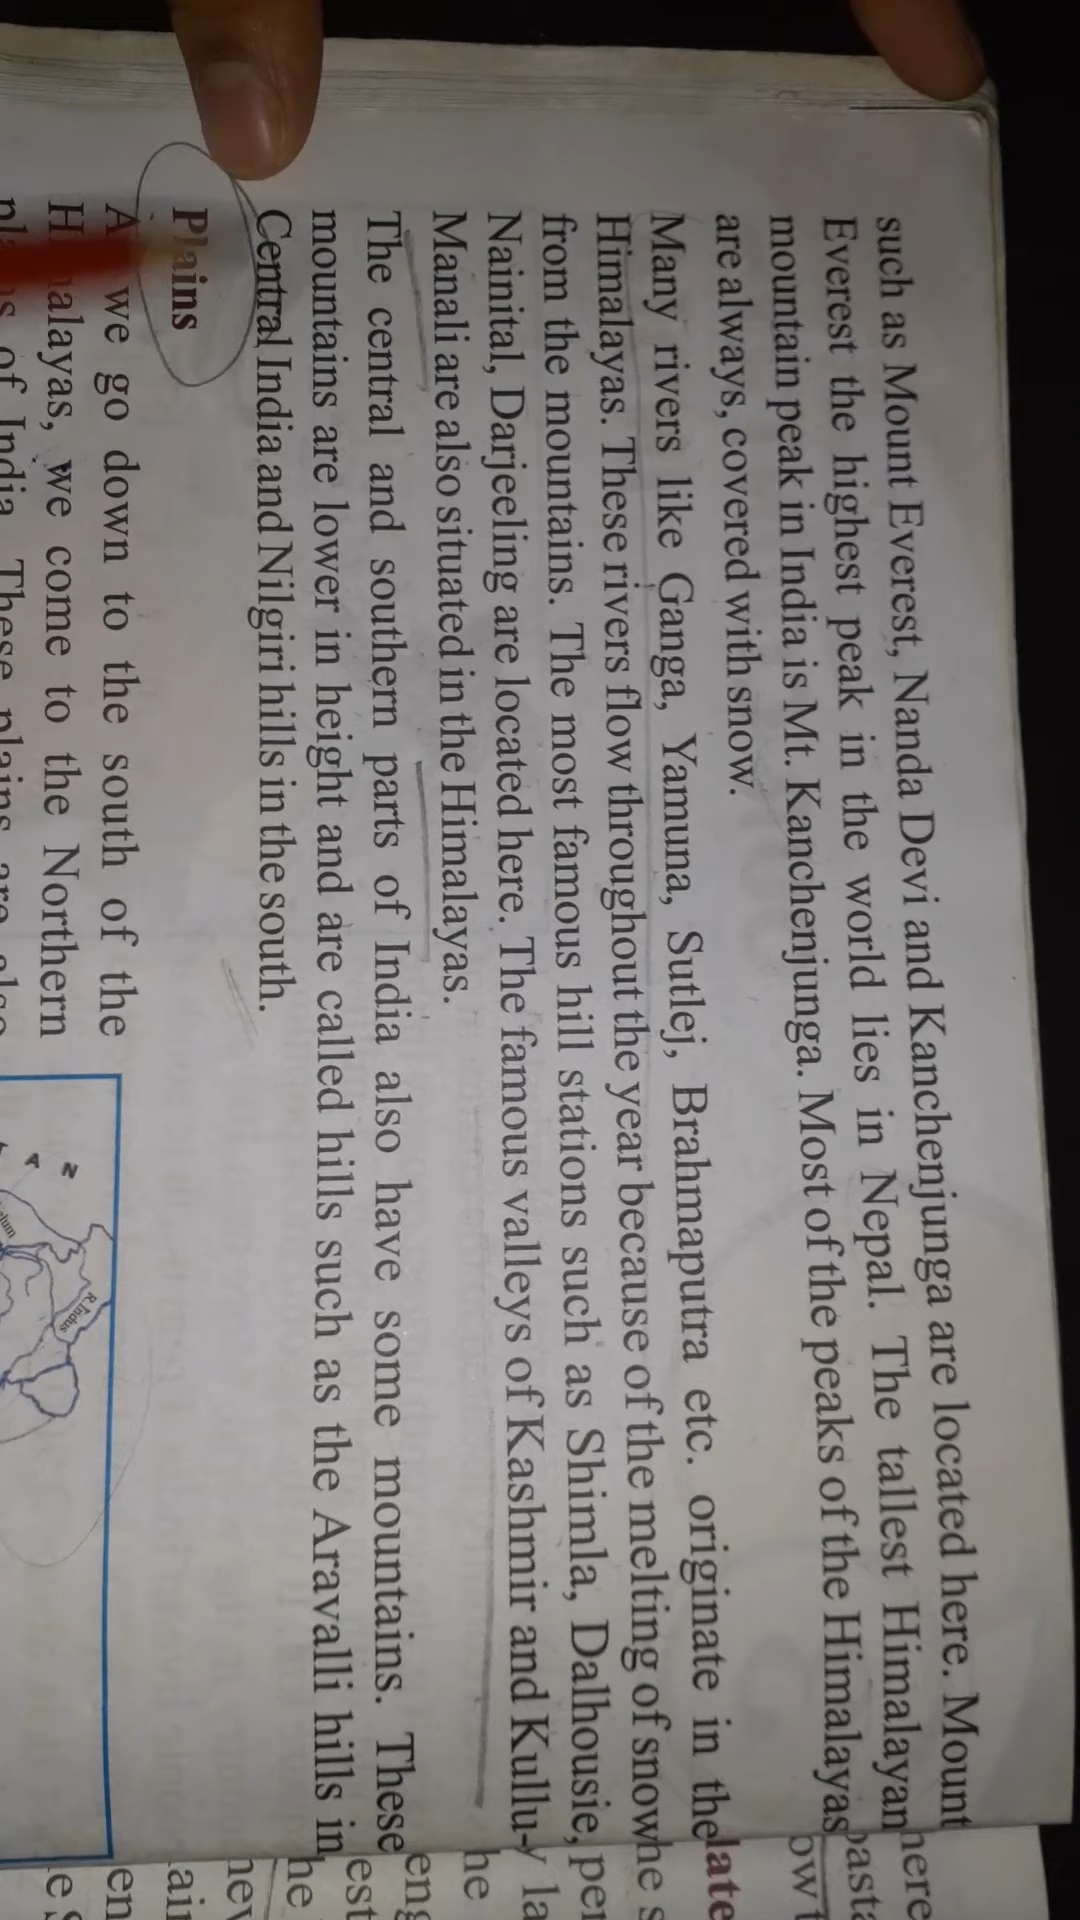 such as Mount Everest, Nanda Devi and Kanchenjunga are located here. Mount
Everest the highest peak in the world lies in Nepal. The tallest Himalayan
mountain peak in India is Mt. Kanchenjunga. Most of the peaks of the Himalayas
are always, covered with snow.
Many rivers like Ganga, Yamuna, Sutlej, Brahmaputra etc. originate in the
Himalayas. These rivers flow throughout the year because of the melting of snow
from the mountains. The most famous hill stations such as Shimla, Dalhousie,
Nainital, Darjeeling are located here. The famous valleys of Kashmir and Kullu-
Manali are also situated in the Himalayas.
The central and southern parts of India also have some mountains. These
mountains are lower in height and are called hills such as the Aravalli hills in
Central India and Nilgiri hills in the south.
Plains
we go down to the south of the
we come to the Northern
of India. These plains are also
N
R. Indus